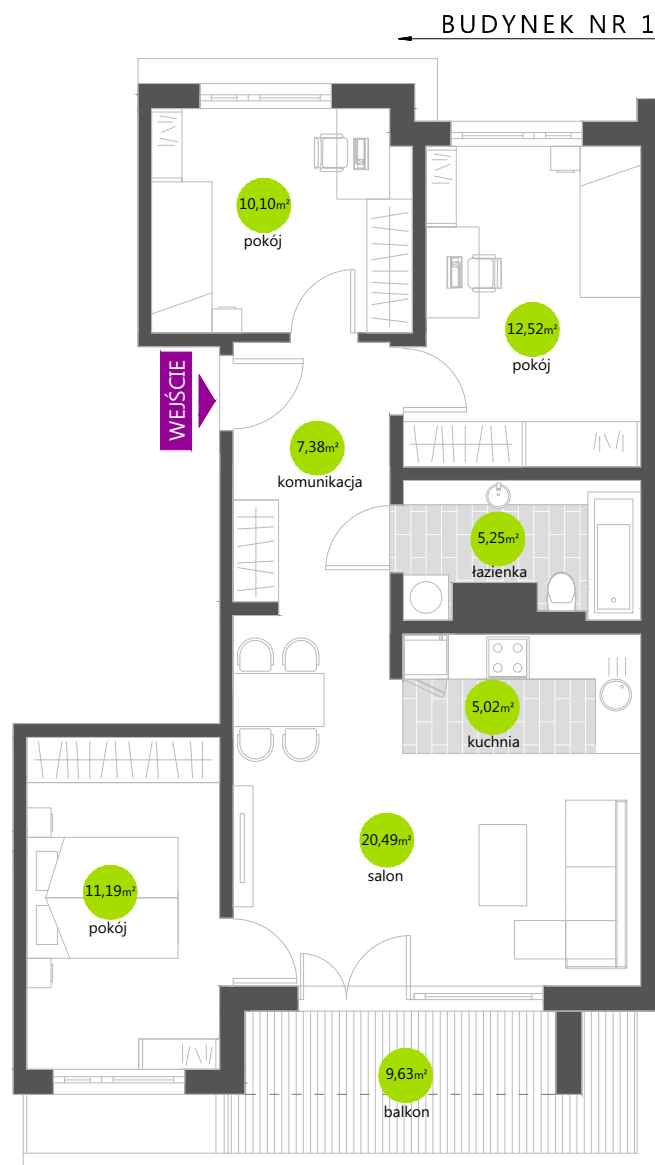 BUDYNEK NR 1
10,10m²
pokój
12,52m²
pokój
WEJŚCIE
7,38m²
komunikacja
5,25m²
łazienka
5,02m²
kuchnia
20,49m²
salon
11,19m²
pokój
9,63m²
balkon